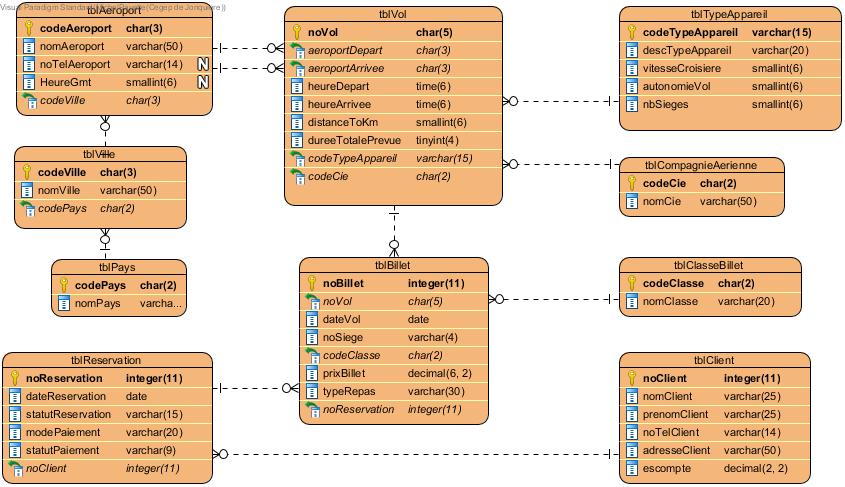 Visual Paradigm Standard
(Cegep de Jonquiere))
tblAeroport
codeAeroport char(3)
nomAeroport varchar(50)
noTelAeroport varchar(14) N
HeureGmt smallint(6) N
codeVille char(3)
tblVille
codeVille char(3)
nomVille varchar(50)
codePays char(2)
tblPays
codePays char(2)
nomPays varcha...
tblReservation
noReservation integer(11)
dateReservation date
statutReservation varchar(15)
modePaiement varchar(20)
statutPaiement varchar(9)
noClient integer(11)
tblVol
noVol char(5)
aeroportDepart char(3)
aeroportArrivee char(3)
heureDepart time(6)
heureArrivee time(6)
distanceToKm smallint(6)
dureeTotalePrevue tinyint(4)
codeTypeAppareil varchar(15)
codeCie char(2)
tblBillet
noBillet integer(11)
noVol char(5)
dateVol date
noSiege varchar(4)
codeClasse char(2)
prixBillet decimal(6, 2)
typeRepas varchar(30)
noReservation integer(11)
tblTypeAppareil
codeTypeAppareil varchar(15)
descTypeAppareil varchar(20)
vitesseCroisiere smallint(6)
autonomieVol smallint(6)
nbSieges smallint(6)
tblCompagnieAerienne
codeCie char(2)
nomCie varchar(50)
tblClasseBillet
codeClasse char(2)
nomClasse varchar(20)
tblClient
noClient integer(11)
nomClient varchar(25)
prenomClient varchar(25)
noTelClient varchar(14)
adresseClient varchar(50)
escompte decimal(2, 2)